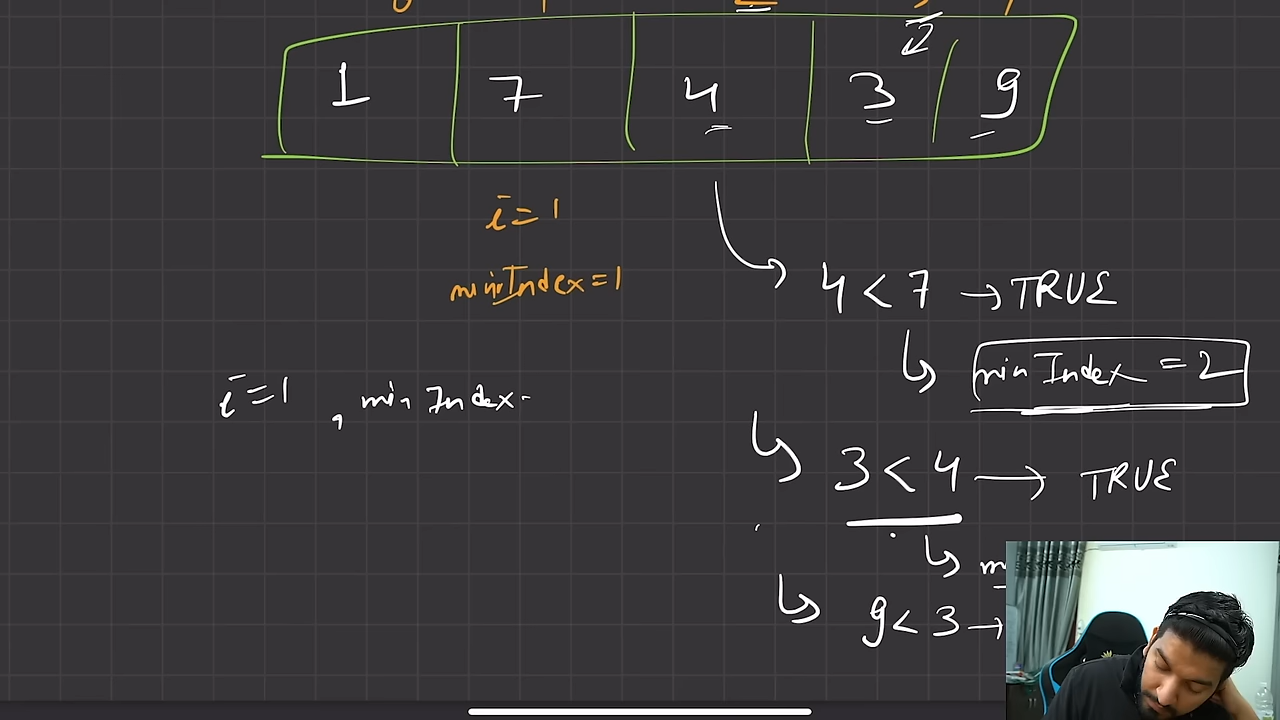 1 7 4 3 9
i=1
minIndex=1
4 < 7 → TRUE
minIndex = 2
i=1 , minIndex
3 < 4 → TRUE
9 < 3 →